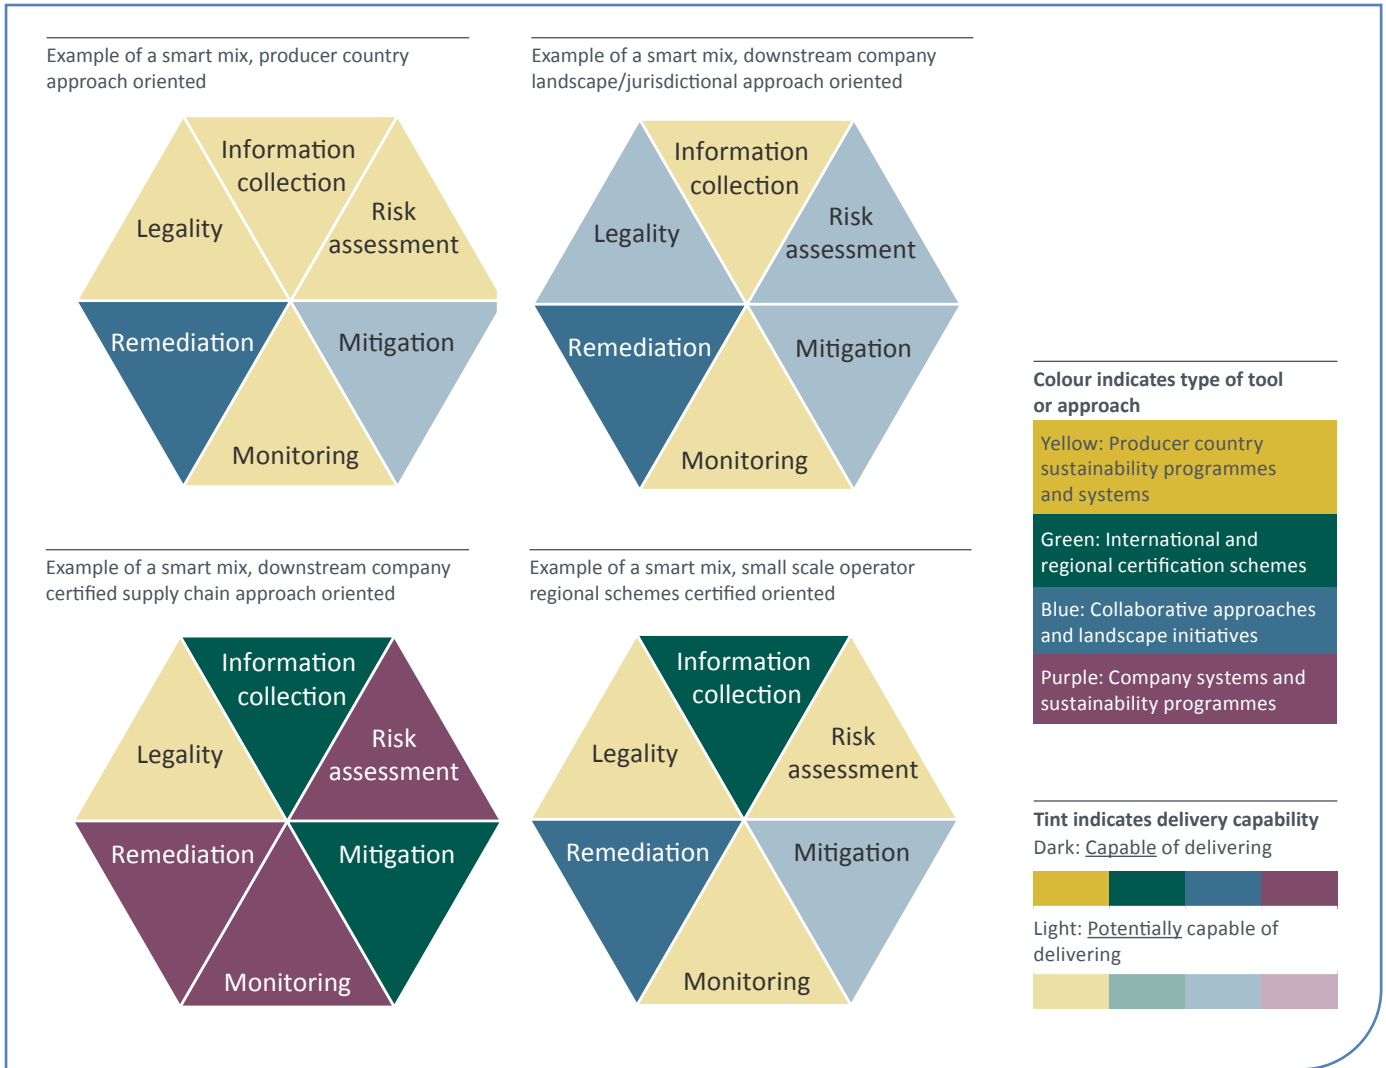 Example of a smart mix, producer country
approach oriented
Information
collection
Legality
Risk
assessment
Remediation
Mitigation
Monitoring
Example of a smart mix, downstream company
landscape/jurisdictional approach oriented
Information
collection
Legality
Risk
assessment
Remediation
Mitigation
Monitoring
Example of a smart mix, downstream company
certified supply chain approach oriented
Information
collection
Legality
Risk
assessment
Remediation
Mitigation
Monitoring
Example of a smart mix, small scale operator
regional schemes certified oriented
Information
collection
Legality
Risk
assessment
Remediation
Mitigation
Monitoring
Colour indicates type of tool
or approach
Yellow: Producer country
sustainability programmes
and systems
Green: International and
regional certification schemes
Blue: Collaborative approaches
and landscape initiatives
Purple: Company systems and
sustainability programmes
Tint indicates delivery capability
Dark: Capable of delivering
Light: Potentially capable of
delivering